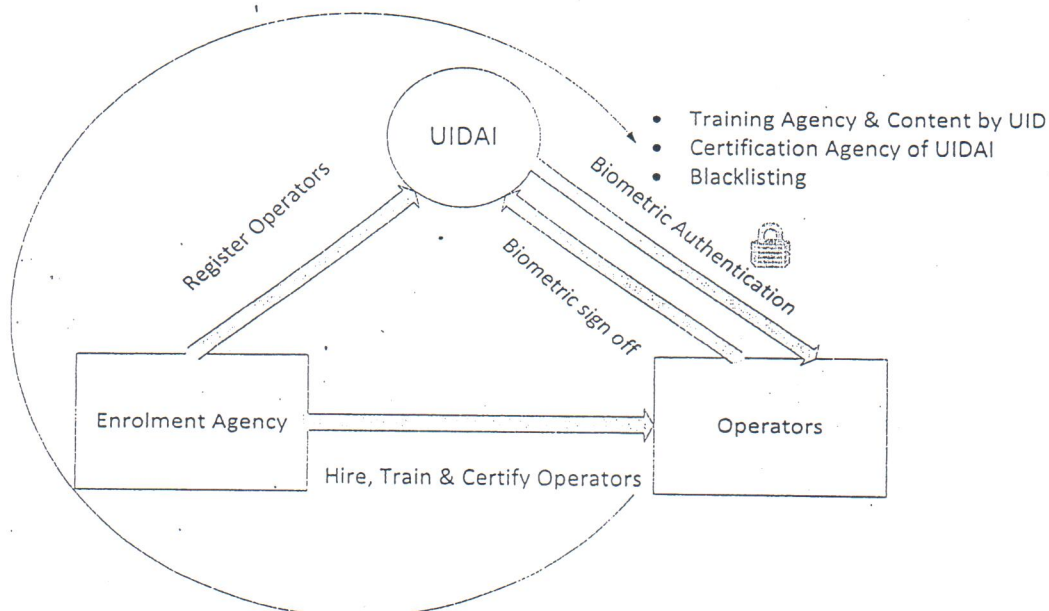 UIDAI
• Training Agency & Content by UID
• Certification Agency of UIDAI
• Blacklisting
Register Operators
Biometric Authentication
Biometric sign off
Enrolment Agency
Operators
Hire, Train & Certify Operators